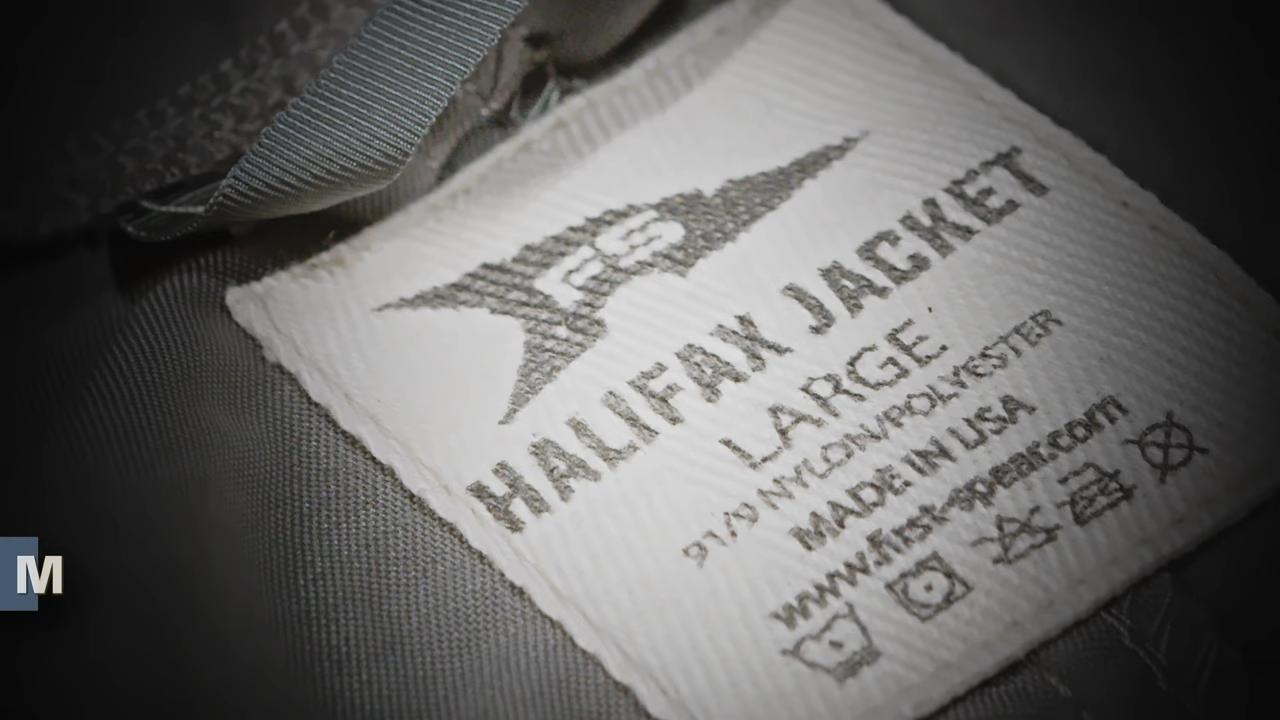 FS
HALIFAX JACKET
LARGE
91/9 NYLON/POLYESTER
MADE IN USA
www.first-spear.com
M